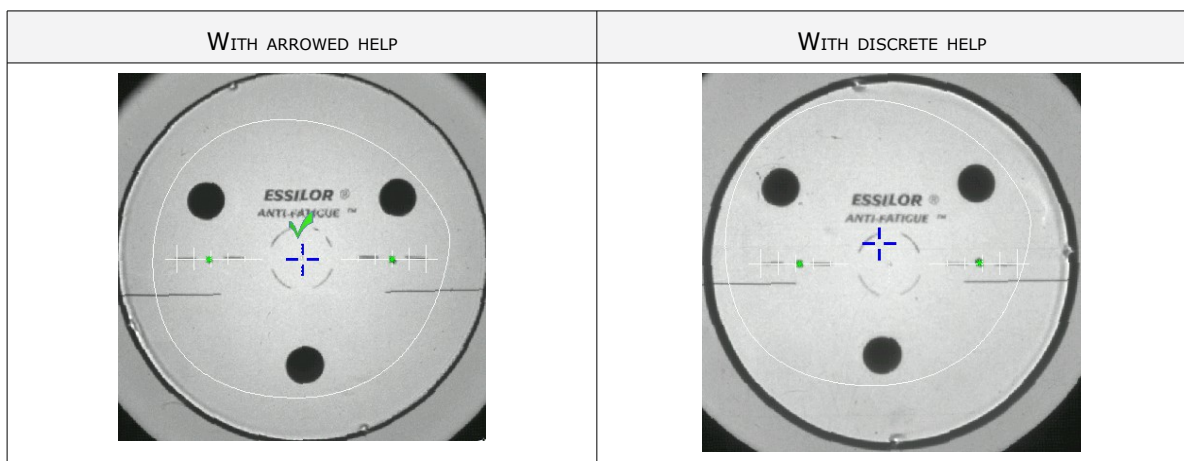 WITH ARROWED HELP
WITH DISCRETE HELP
ESSILOR ®
ANTI-FATIGUE ™
ESSILOR ®
ANTI-FATIGUE ™